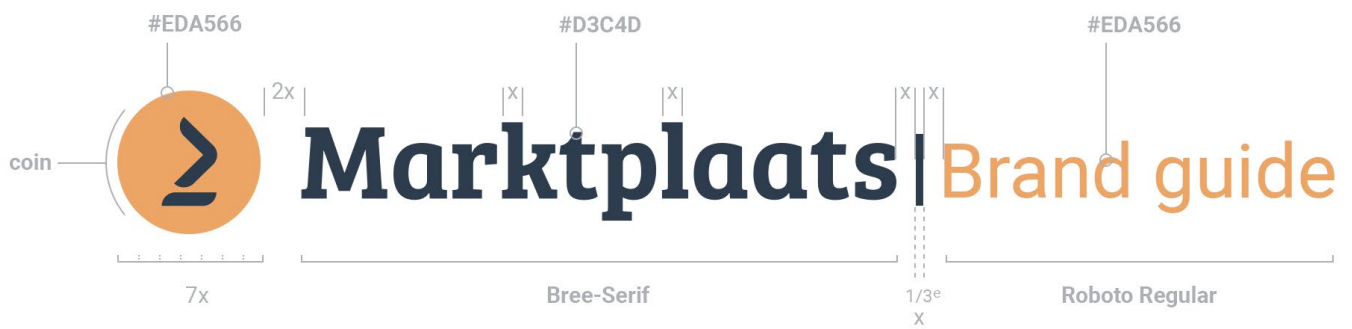 #EDA566 #D3C4D #EDA566
2x x x x x
coin
Marktplaats | Brand guide
7x Bree-Serif 1/3e Roboto Regular
x